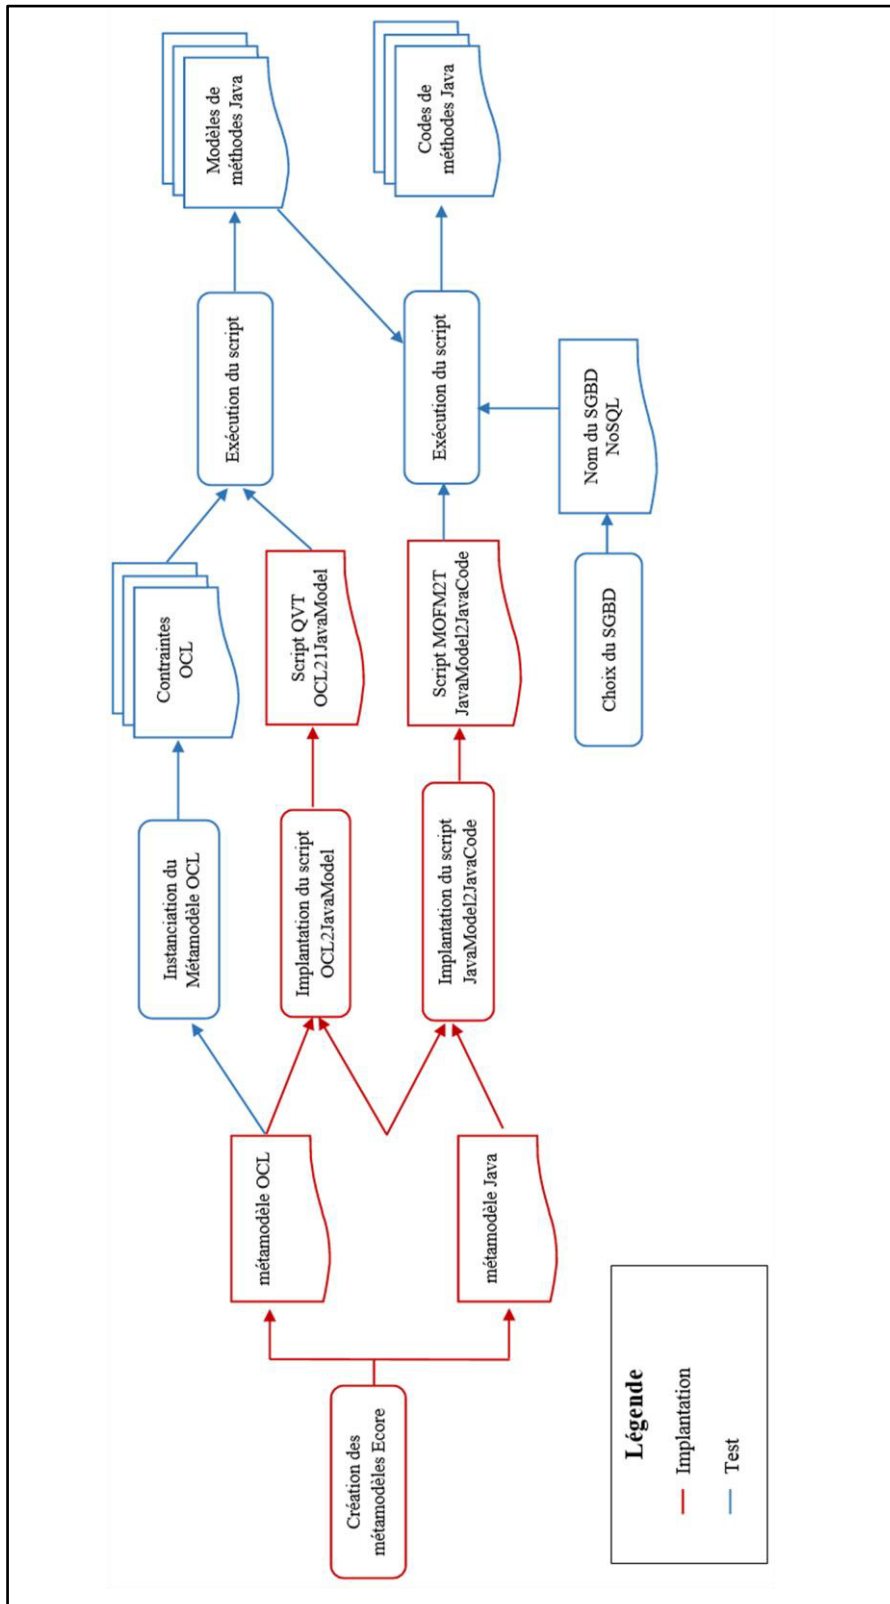 Création des
métamodèles Ecore
métamodèle OCL
métamodèle Java
Instanciation du
Métamodèle OCL
Implantation du script
OCL2JavaModel
Implantation du script
JavaModel2JavaCode
Contraintes
OCL
Script QVT
OCL21JavaModel
Script MOFM2T
JavaModel2JavaCode
Choix du SGBD
Exécution du script
Exécution du script
Nom du SGBD
NoSQL
Modèles de
méthodes Java
Codes de
méthodes Java
Légende
Implantation
Test